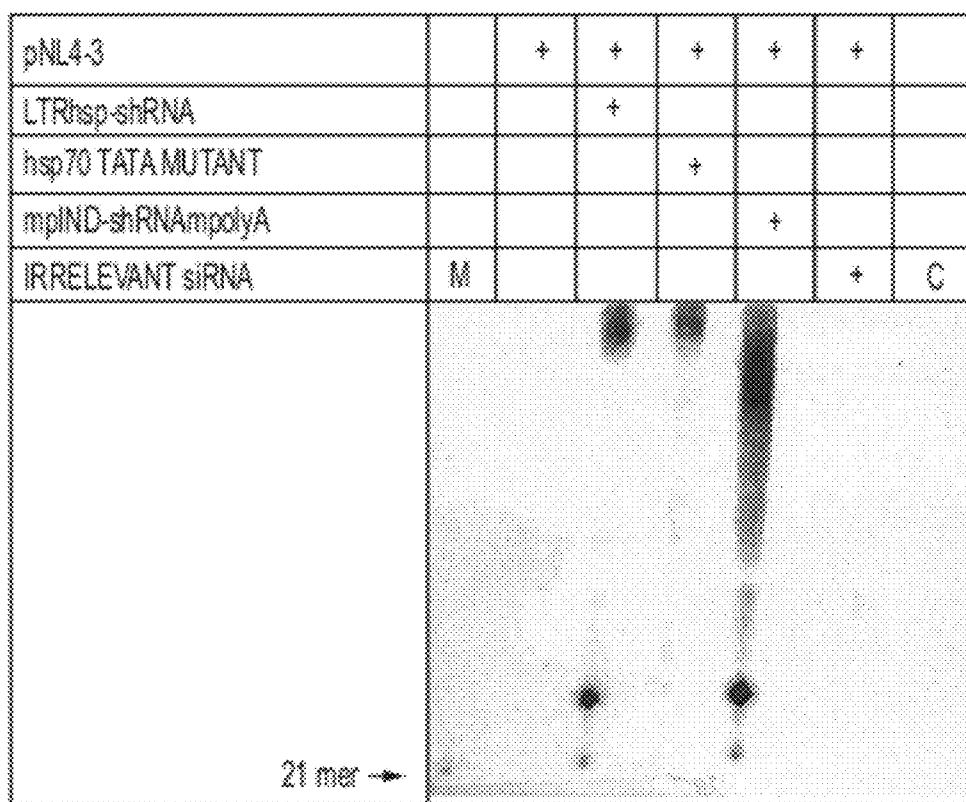 pNL4-3 + + + + +
LTRhsp-shRNA +
hsp70 TATA MUTANT +
mpIND-shRNAmpolyA +
IRRELEVANT siRNA M + C
21 mer →